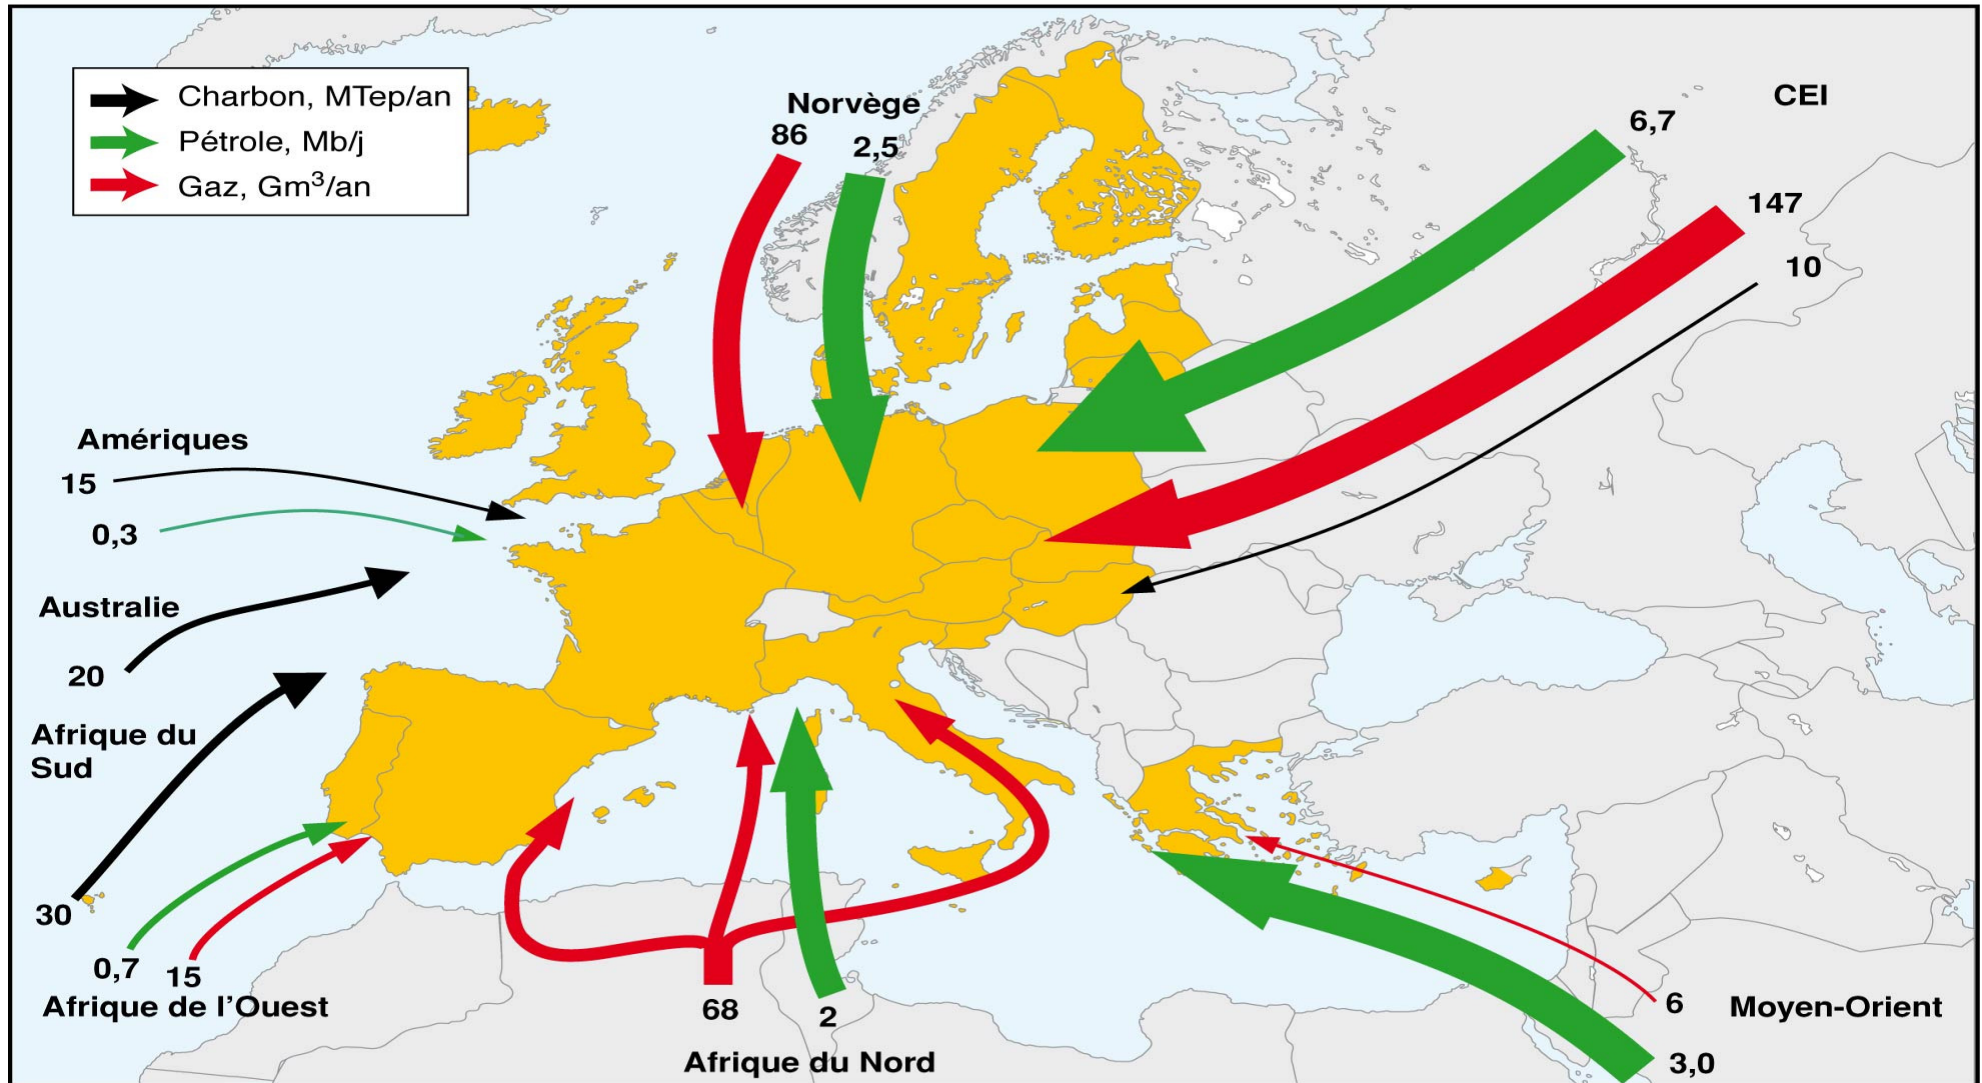 Charbon, MTep/an
Pétrole, Mb/j
Gaz, Gm³/an
Norvège
86
2,5
CEI
6,7
147
10
Amériques
15
0,3
Australie
20
Afrique du
Sud
30
0,7
15
Afrique de l’Ouest
68
2
Afrique du Nord
6
Moyen-Orient
3,0